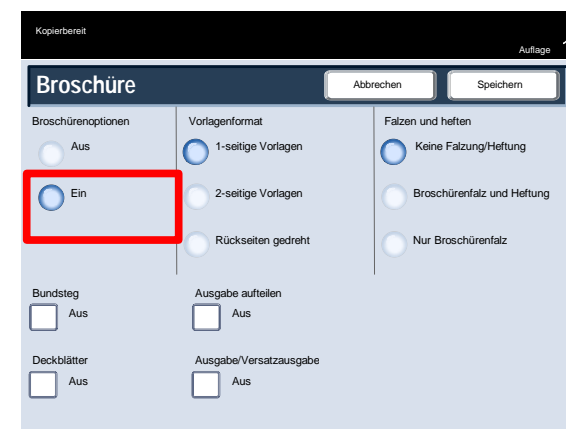 Kopierbereit
Auflage
Broschüre
Abbrechen
Speichern
Broschürenoptionen
Aus
Ein
Vorlagenformat
1-seitige Vorlagen
2-seitige Vorlagen
Rückseiten gedreht
Falzen und heften
Keine Falzung/Heftung
Broschürenfalz und Heftung
Nur Broschürenfalz
Bundsteg
Aus
Ausgabe aufteilen
Aus
Deckblätter
Aus
Ausgabe/Versatzausgabe
Aus